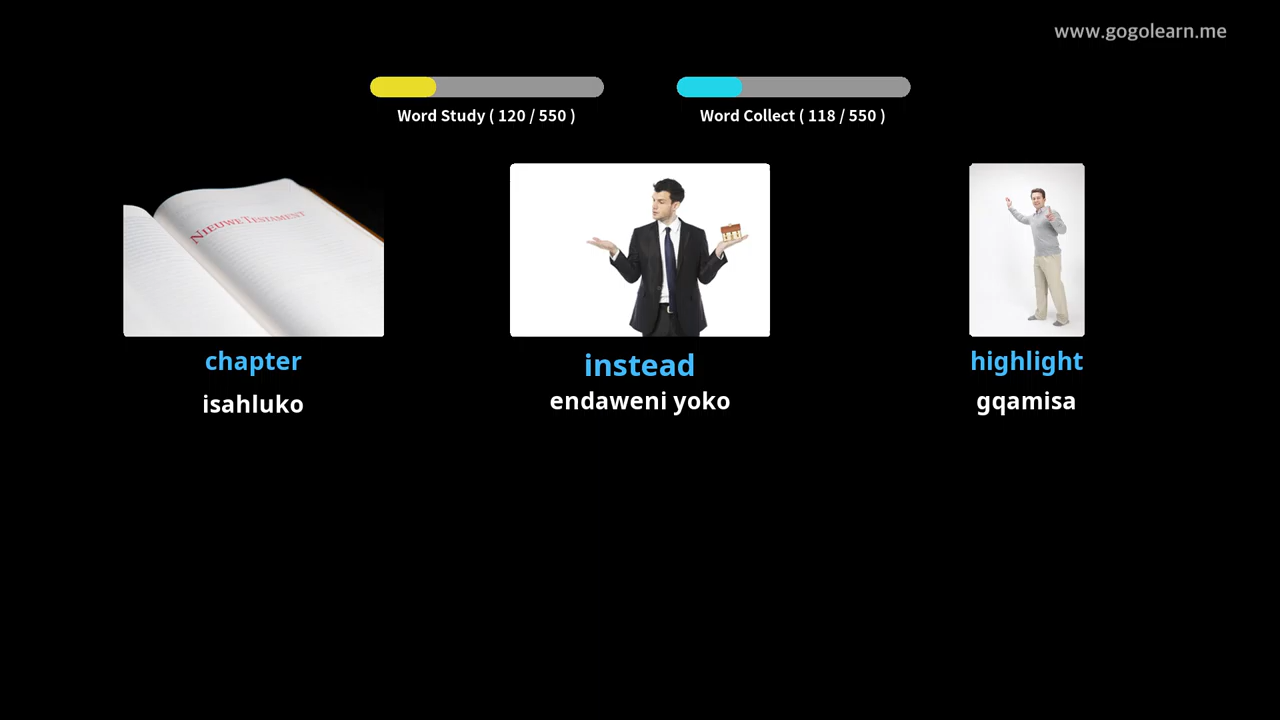 www.gogolearn.me
Word Study ( 120 / 550 )
Word Collect ( 118 / 550 )
NIEUWE TESTAMENT
chapter
isahluko
instead
endaweni yoko
highlight
gqamisa